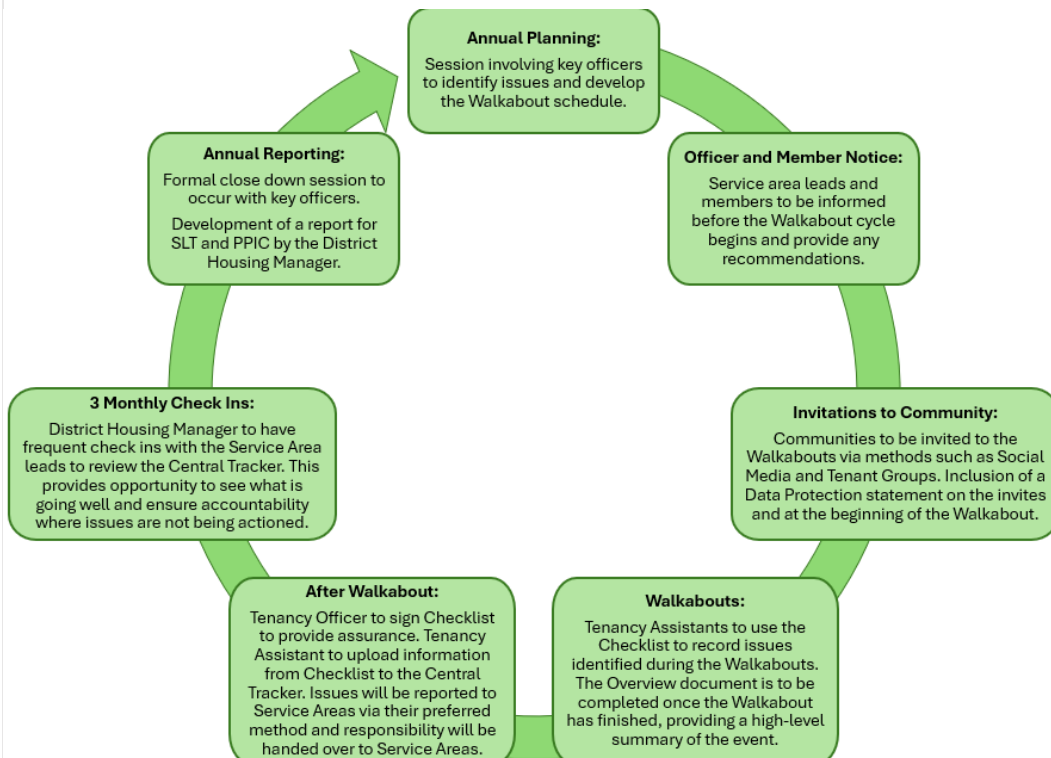 Annual Planning:
Session involving key officers
to identify issues and develop
the Walkabout schedule.
Officer and Member Notice:
Service area leads and
members to be informed
before the Walkabout cycle
begins and provide any
recommendations.
Invitations to Community:
Communities to be invited to the
Walkabouts via methods such as Social
Media and Tenant Groups. Inclusion of a
Data Protection statement on the invites
and at the beginning of the Walkabout.
Walkabouts:
Tenancy Assistants to use the
Checklist to record issues
identified during the Walkabouts.
The Overview document is to be
completed once the Walkabout
has finished, providing a high-level
summary of the event.
After Walkabout:
Tenancy Officer to sign Checklist
to provide assurance. Tenancy
Assistant to upload information
from Checklist to the Central
Tracker. Issues will be reported to
Service Areas via their preferred
method and responsibility will be
handed over to Service Areas.
3 Monthly Check Ins:
District Housing Manager to have
frequent check ins with the Service Area
leads to review the Central Tracker. This
provides opportunity to see what is
going well and ensure accountability
where issues are not being actioned.
Annual Reporting:
Formal close down session to
occur with key officers.
Development of a report for
SLT and PPIC by the District
Housing Manager.